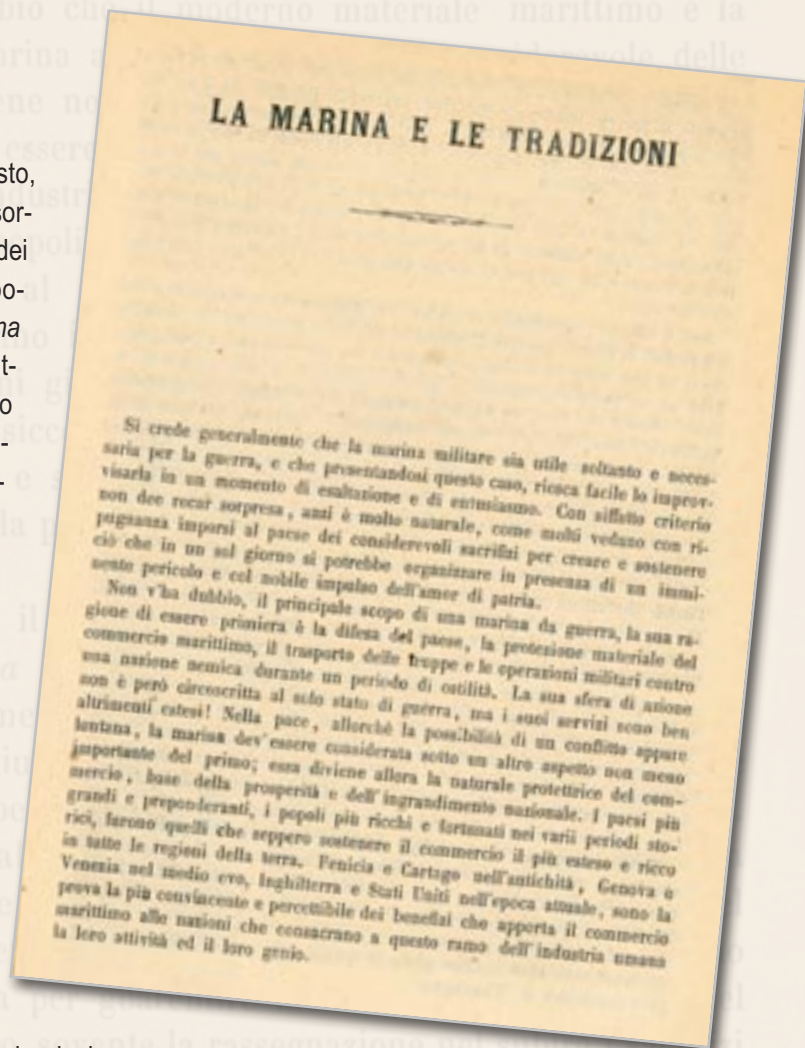 LA MARINA E LE TRADIZIONI
Si crede generalmente che la marina militare sia utile soltanto e neces-
saria per la guerra, e che presentandosi questo caso, riesca facile lo improv-
visarla in un momento di esaltazione e di entusiasmo. Con siffatto criterio
non dee recar sorpresa, anzi è molto naturale, come molti vedano con ri-
pugnanza imporsi al paese dei considerevoli sacrifizi per creare e sostenere
ciò che in un sol giorno si potrebbe organizzare in presenza di un immi-
nente pericolo e col nobile impulso dell'amor di patria.
Non v'ha dubbio, il principale scopo di una marina da guerra, la sua ra-
gione di essere primiera è la difesa del paese, la protezione materiale del
commercio marittimo, il trasporto delle truppe e le operazioni militari contro
una nazione nemica durante un periodo di ostilità. La sua sfera di azione
non è però circoscritta al solo stato di guerra, ma i suoi servizi sono ben
altrimenti estesi! Nella pace, allorchè la possibilità di un conflitto appare
lontana, la marina dev'essere considerata sotto un altro aspetto non meno
importante del primo; essa diviene allora la naturale protettrice del com-
mercio, base della prosperità e dell'ingrandimento nazionale. I paesi più
grandi e preponderanti, i popoli più ricchi e fortunati nei varii periodi sto-
rici, furono quelli che seppero sostenere il commercio il più esteso e ricco
in tutte le regioni della terra. Fenicia e Cartago nell'antichità, Genova e
Venezia nel medio evo, Inghilterra e Stati Uniti nell'epoca attuale, sono la
prova la più convincente e percettibile dei benefizi che apporta il commercio
marittimo alle nazioni che consacrano a questo ramo dell'industria umana
la loro attività ed il loro genio.
sto,
sor-
dei
po-
na
t-
o
-
-
bio che il moderno materiale marittimo e la
delle